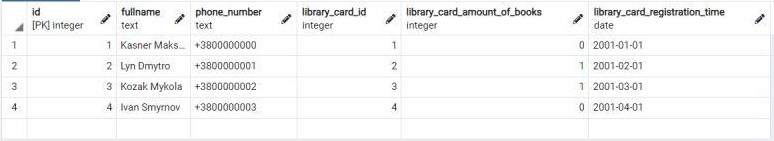 id fullname phone_number library_card_id library_card_amount_of_books library_card_registration_time
[PK] integer text text integer integer date
1 1 Kasner Maks... +3800000000 1 0 2001-01-01
2 2 Lyn Dmytro +3800000001 2 1 2001-02-01
3 3 Kozak Mykola +3800000002 3 1 2001-03-01
4 4 Ivan Smyrnov +3800000003 4 0 2001-04-01